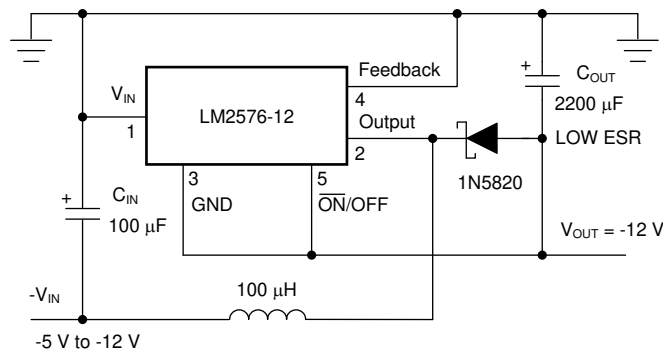 Feedback
+
C_OUT
V_IN
4
2200 μF
LM2576-12
1
Output
2
LOW ESR
+
C_IN
3
5
1N5820
100 μF
GND
O̅N̅/OFF
V_OUT = -12 V
-V_IN
100 μH
-5 V to -12 V